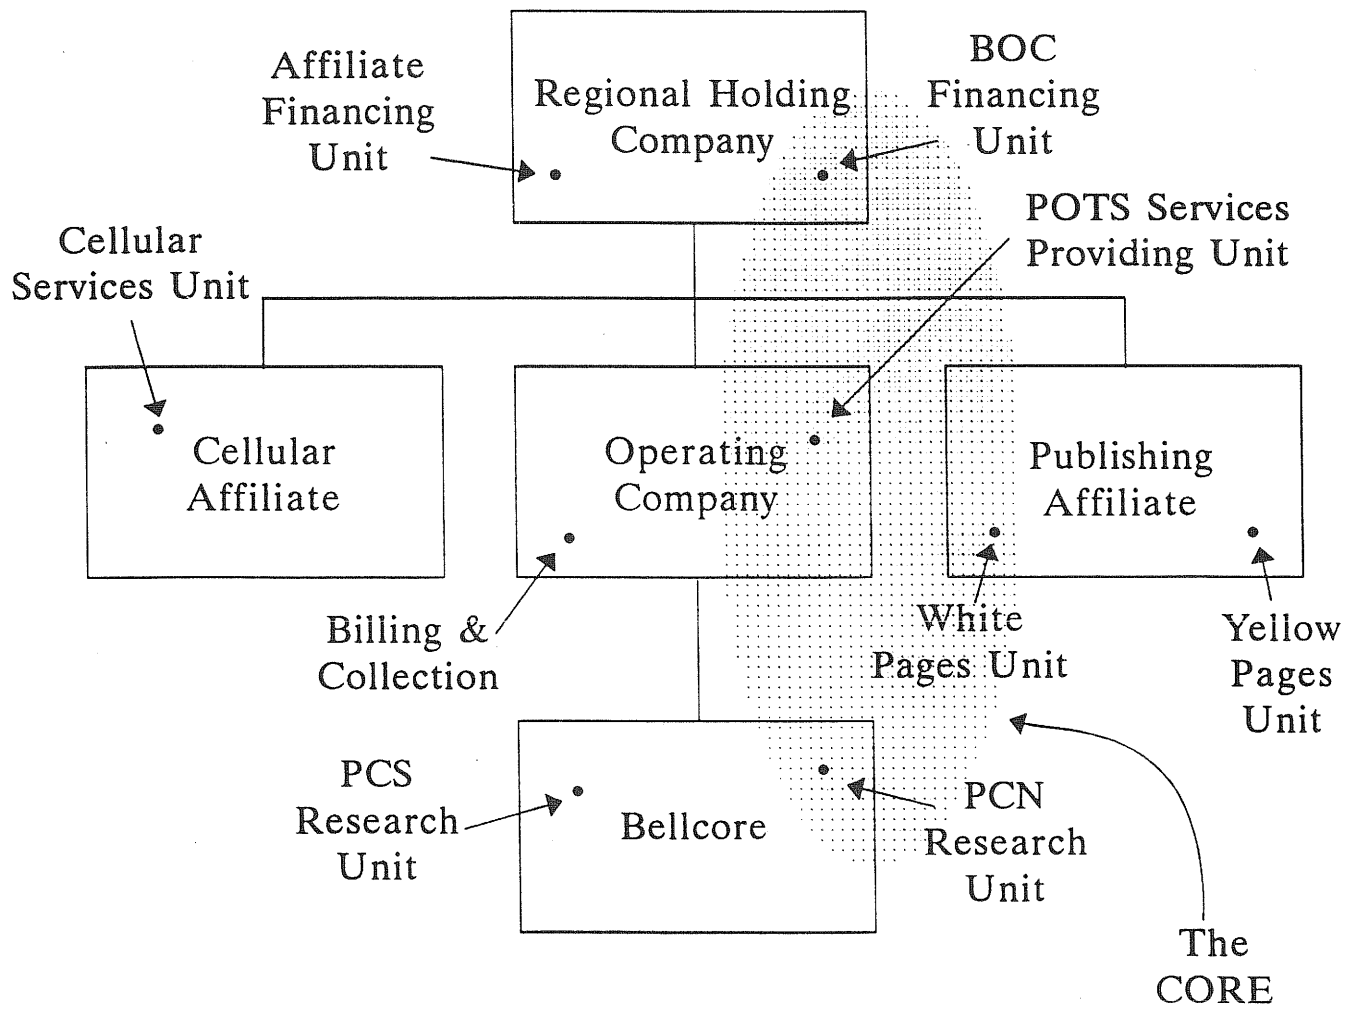 Affiliate
Financing
Unit
Regional Holding
Company
BOC
Financing
Unit
POTS Services
Providing Unit
Cellular
Services Unit
Cellular
Affiliate
Operating
Company
Publishing
Affiliate
Billing &
Collection
White
Pages Unit
Yellow
Pages
Unit
PCS
Research
Unit
Bellcore
PCN
Research
Unit
The
CORE